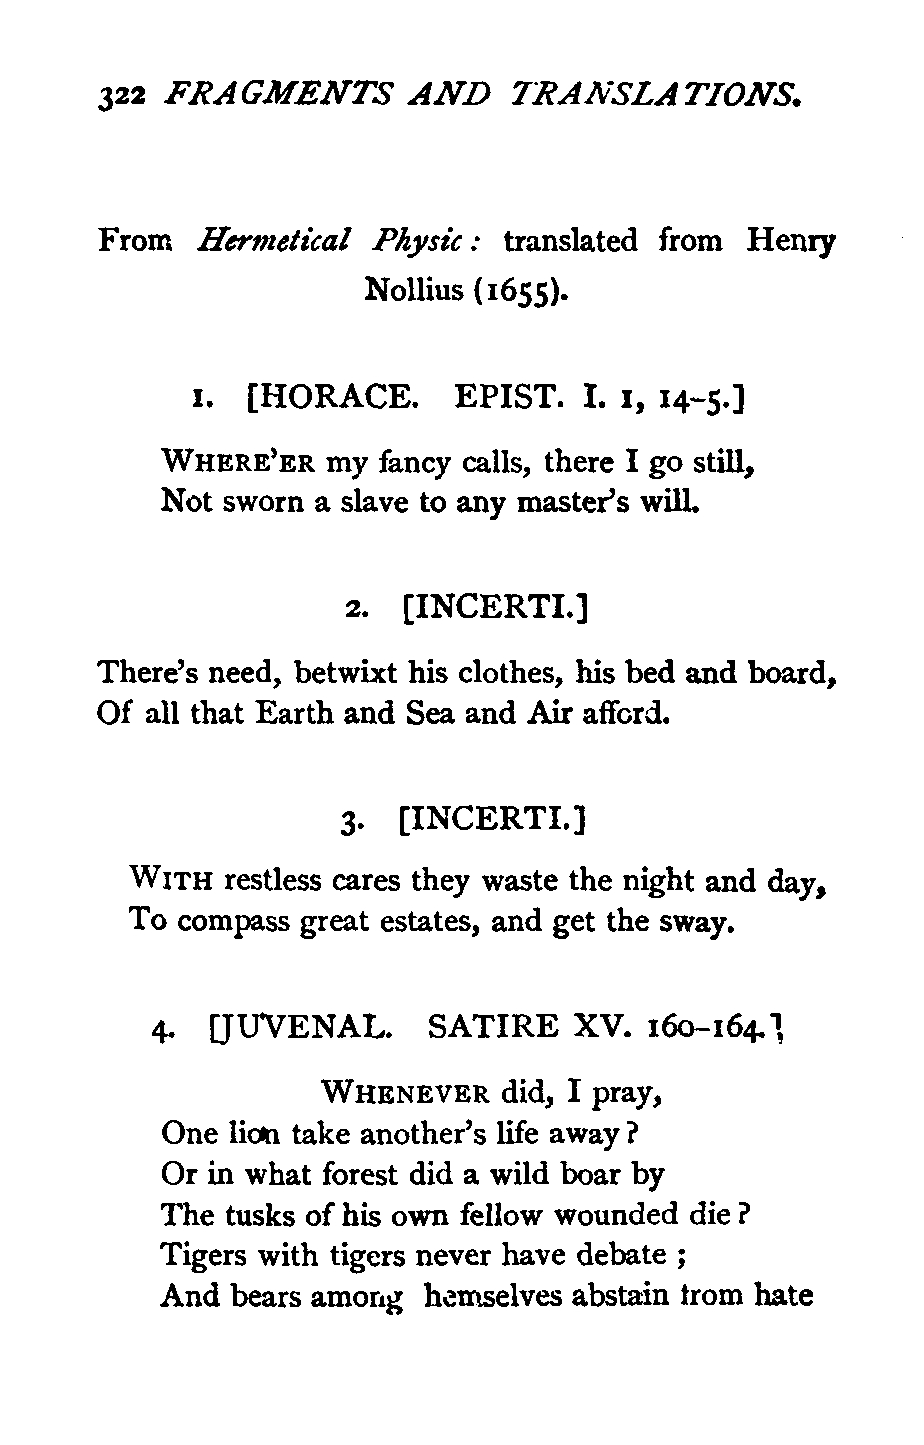 322 FRAGMENTS AND TRANSLATIONS.
From Hermetical Physic: translated from Henry
Nollius (1655).
1. [HORACE. EPIST. I. 1, 14-5.]
WHERE'ER my fancy calls, there I go still,
Not sworn a slave to any master's will.
2. [INCERTI.]
There's need, betwixt his clothes, his bed and board,
Of all that Earth and Sea and Air afford.
3. [INCERTI.]
WITH restless cares they waste the night and day,
To compass great estates, and get the sway.
4. [JUVENAL. SATIRE XV. 160-164.]
WHENEVER did, I pray,
One lion take another's life away?
Or in what forest did a wild boar by
The tusks of his own fellow wounded die?
Tigers with tigers never have debate;
And bears among hemselves abstain from hate